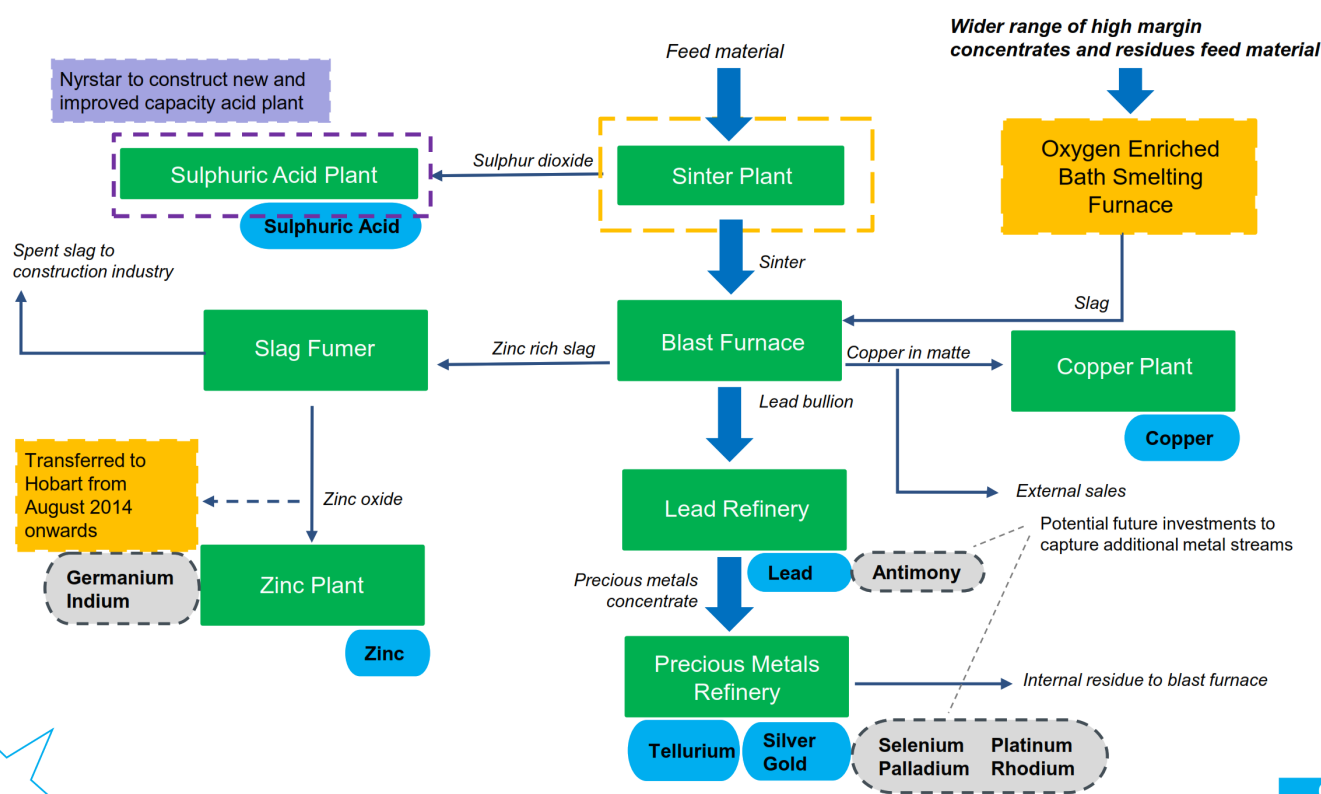 Wider range of high margin
concentrates and residues feed material
Feed material
Nyrstar to construct new and
improved capacity acid plant
Sulphuric Acid Plant
Sulphur dioxide
Sinter Plant
Oxygen Enriched
Bath Smelting
Furnace
Sulphuric Acid
Spent slag to
construction industry
Sinter
Slag
Slag Fumer
Zinc rich slag
Blast Furnace
Copper in matte
Copper Plant
Lead bullion
Copper
Transferred to
Hobart from
August 2014
onwards
Zinc oxide
External sales
Lead Refinery
Potential future investments to
capture additional metal streams
Germanium
Indium
Zinc Plant
Precious metals
concentrate
Lead
Antimony
Zinc
Precious Metals
Refinery
Internal residue to blast furnace
Tellurium
Silver
Gold
Selenium Platinum
Palladium Rhodium